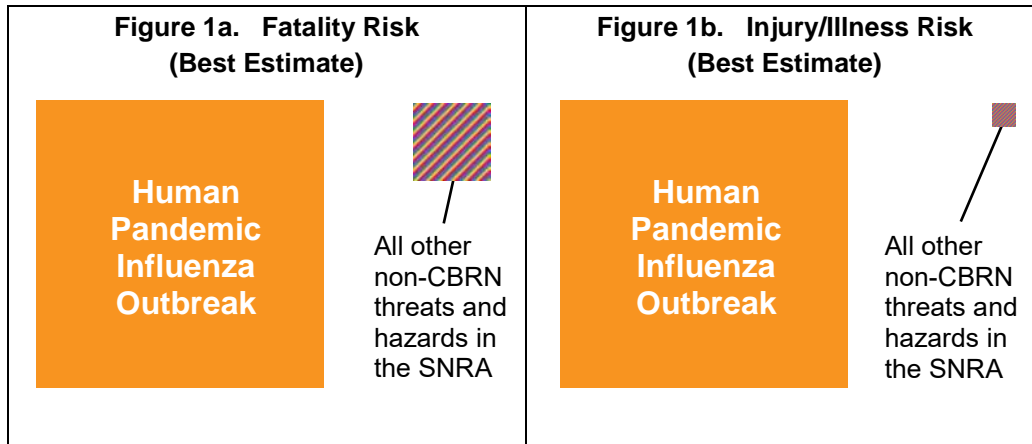 Figure 1a. Fatality Risk
(Best Estimate)
Human
Pandemic
Influenza
Outbreak
All other
non-CBRN
threats and
hazards in
the SNRA
Figure 1b. Injury/Illness Risk
(Best Estimate)
Human
Pandemic
Influenza
Outbreak
All other
non-CBRN
threats and
hazards in
the SNRA